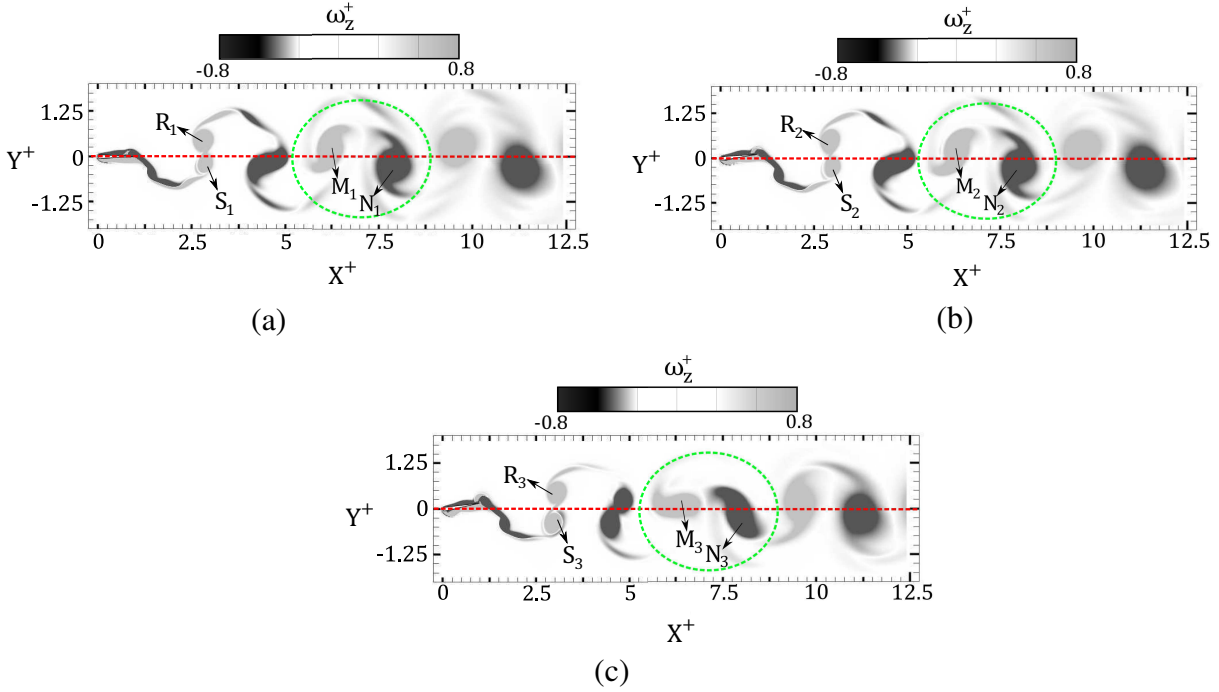 ω_z^+
-0.8 0.8
1.25
Y^+ 0
-1.25
R_1
S_1
M_1
N_1
0 2.5 5 7.5 10 12.5
X^+
(a)
ω_z^+
-0.8 0.8
1.25
Y^+ 0
-1.25
R_2
S_2
M_2
N_2
0 2.5 5 7.5 10 12.5
X^+
(b)
ω_z^+
-0.8 0.8
1.25
Y^+ 0
-1.25
R_3
S_3
M_3
N_3
0 2.5 5 7.5 10 12.5
X^+
(c)